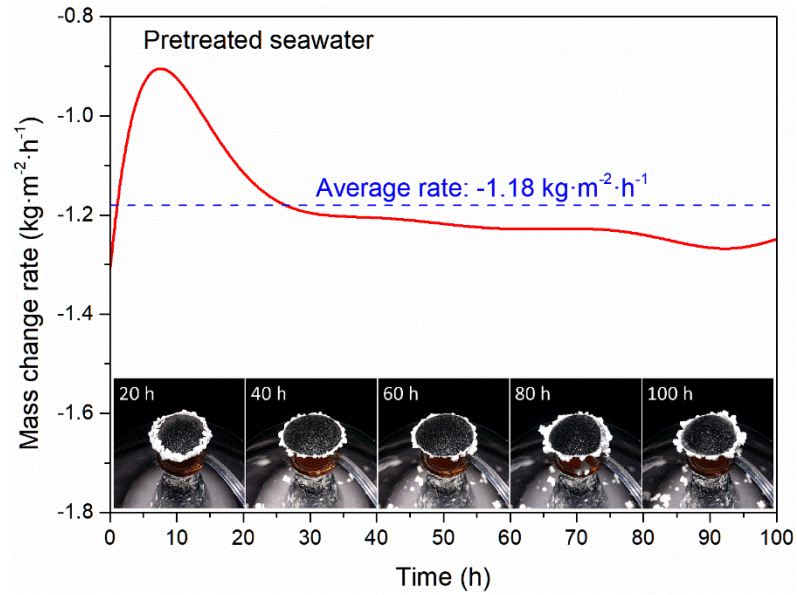 Pretreated seawater
Average rate: -1.18 kg·m⁻²·h⁻¹
Mass change rate (kg·m⁻²·h⁻¹)
-0.8
-1.0
-1.2
-1.4
-1.6
-1.8
20 h
40 h
60 h
80 h
100 h
0 10 20 30 40 50 60 70 80 90 100
Time (h)